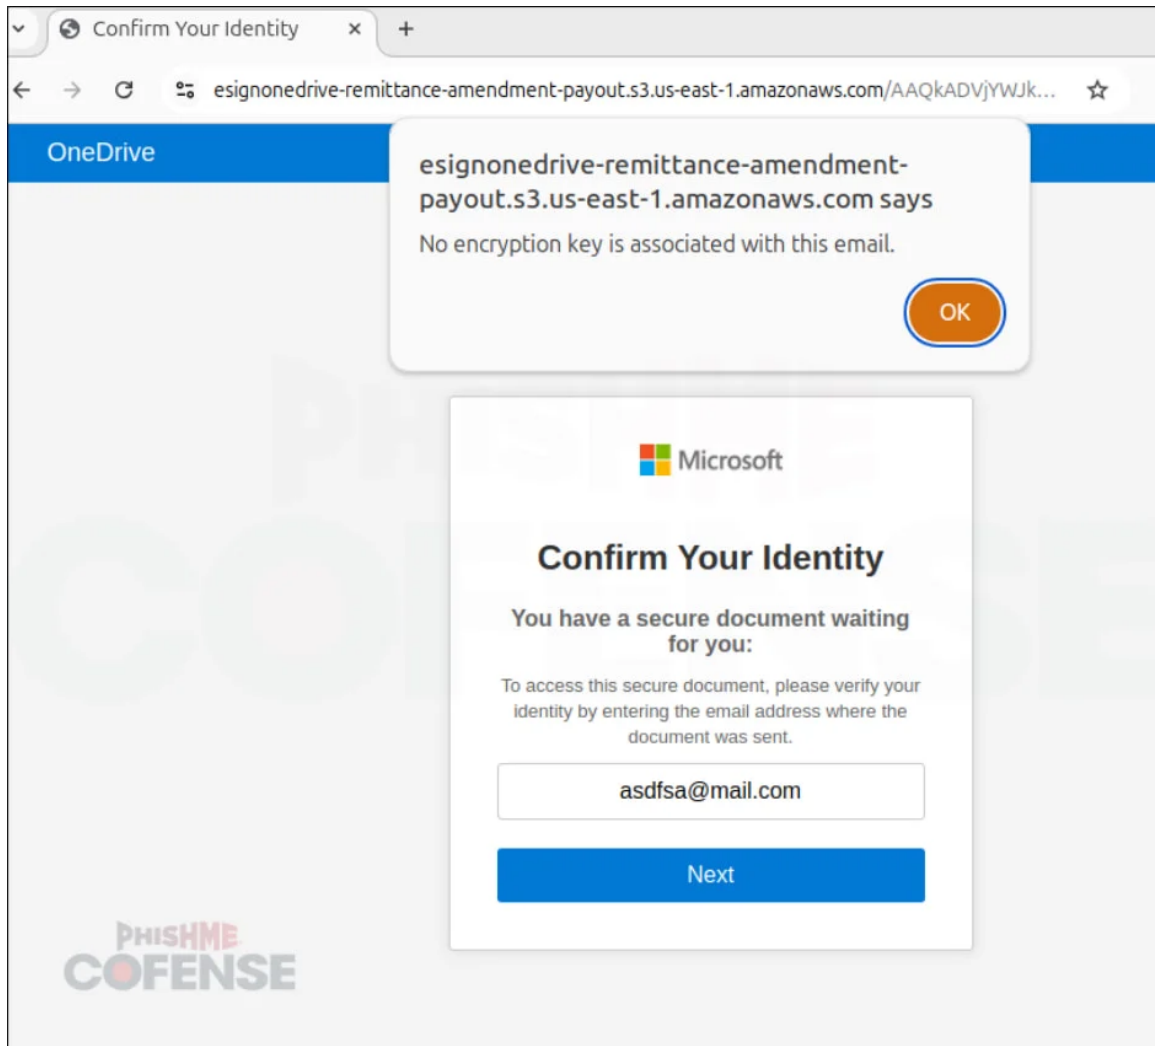 Confirm Your Identity
esignonedrive-remittance-amendment-payout.s3.us-east-1.amazonaws.com/AAQkADVjYWJk...
OneDrive
esignonedrive-remittance-amendment-
payout.s3.us-east-1.amazonaws.com says
No encryption key is associated with this email.
OK
PHISHME
COFENSE
Microsoft
Confirm Your Identity
You have a secure document waiting
for you:
To access this secure document, please verify your
identity by entering the email address where the
document was sent.
asdfsa@mail.com
Next
PHISHME
COFENSE